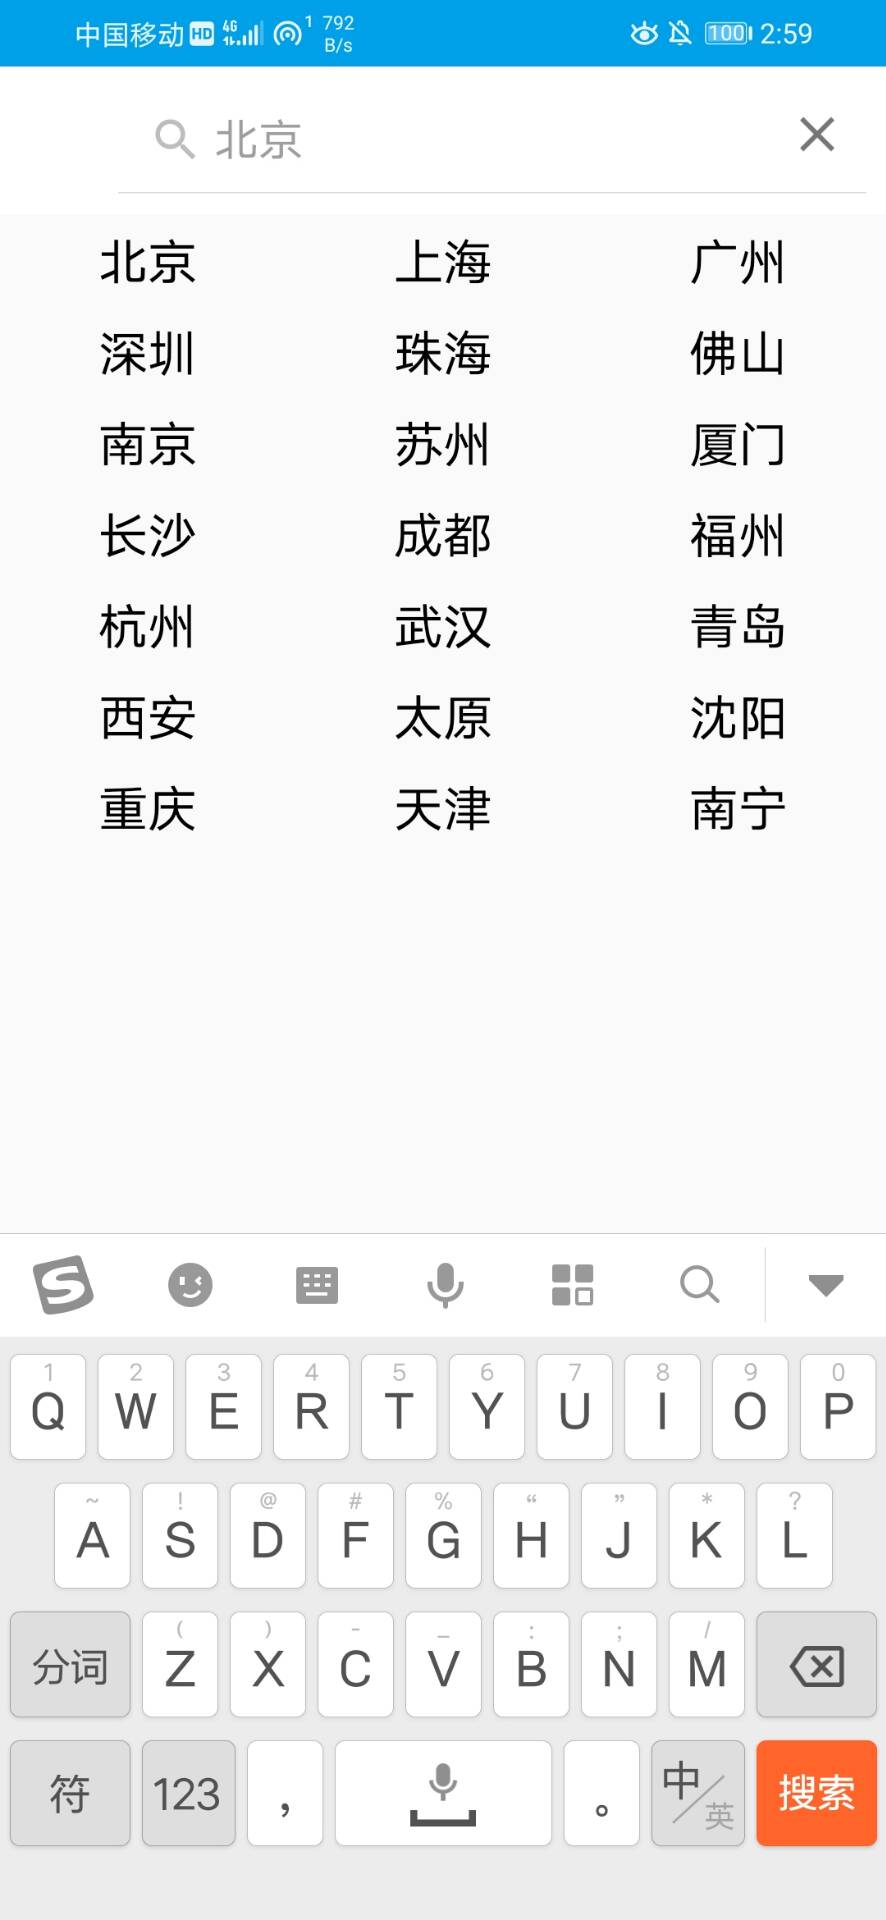 中国移动 HD 4G 1 792 B/s 100 2:59
北京
北京 上海 广州
深圳 珠海 佛山
南京 苏州 厦门
长沙 成都 福州
杭州 武汉 青岛
西安 太原 沈阳
重庆 天津 南宁
S
1 2 3 4 5 6 7 8 9 0
Q W E R T Y U I O P
~ ! @ # % “ ” * ?
A S D F G H J K L
( ) - _ : ; /
分词 Z X C V B N M
符 123 ， 。 中/英 搜索